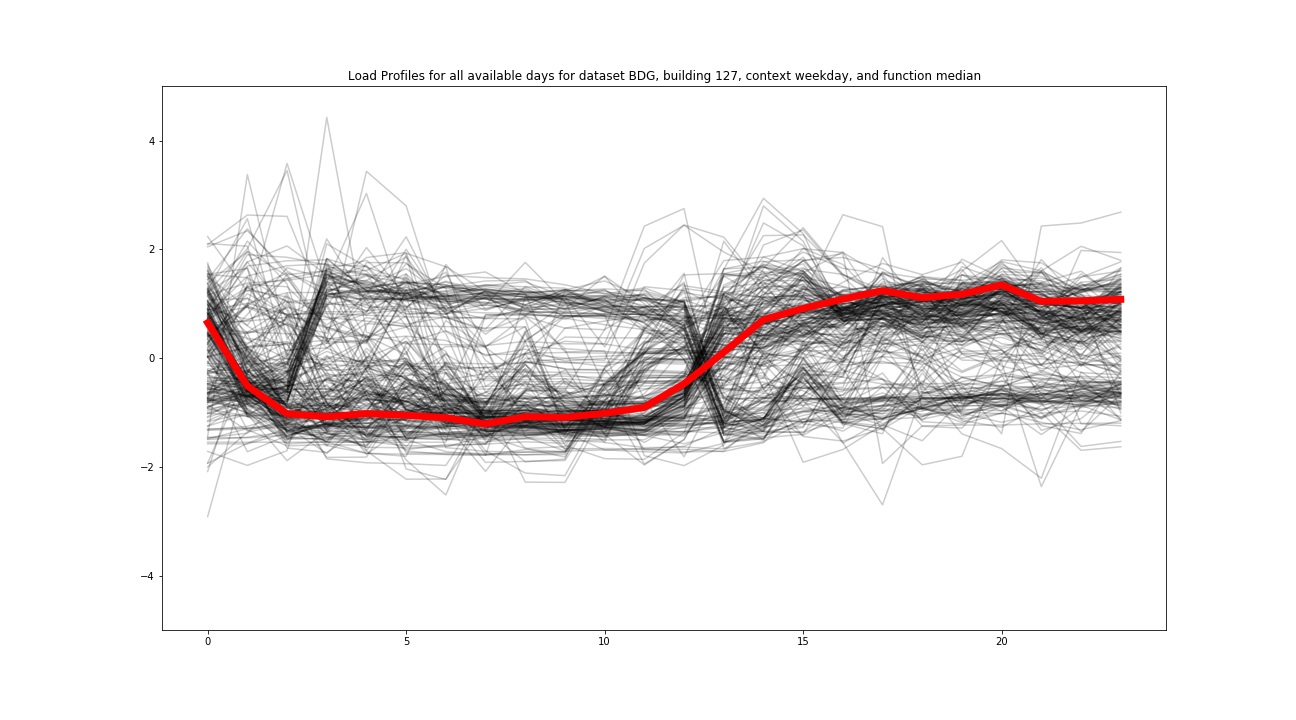 Load Profiles for all available days for dataset BDG, building 127, context weekday, and function median
4
2
0
−2
−4
0 5 10 15 20